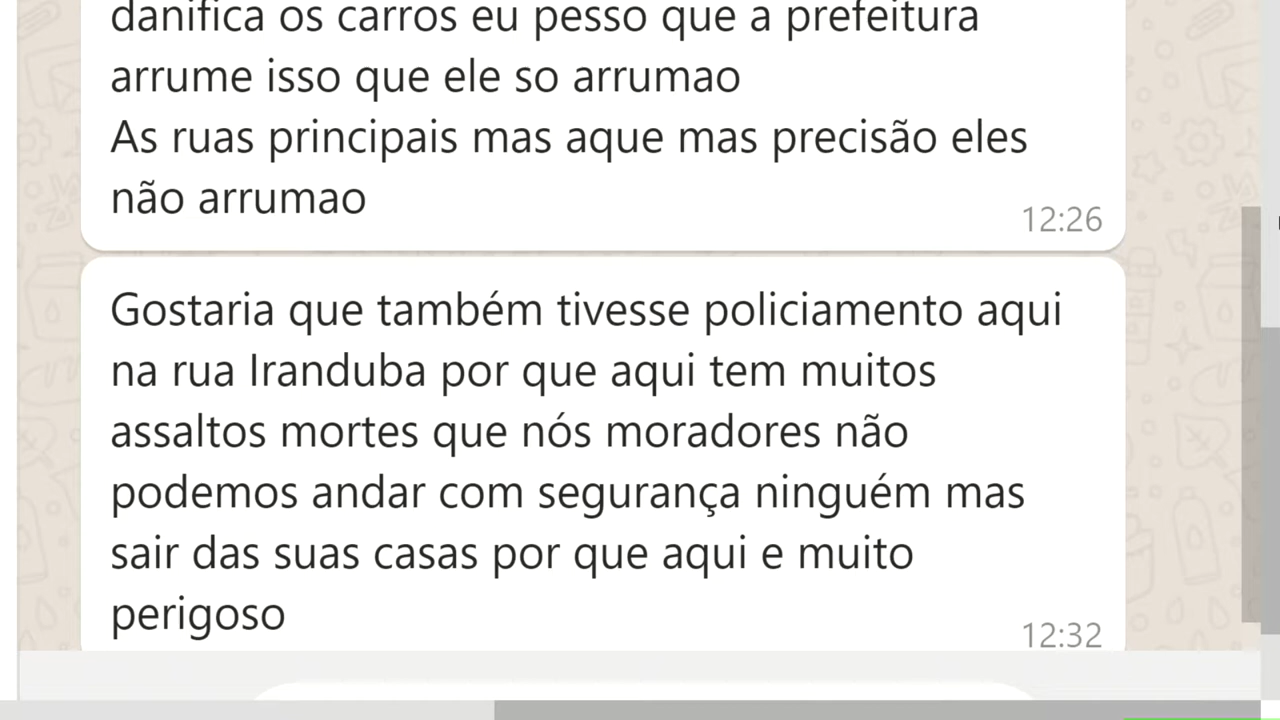 danifica os carros eu pesso que a prefeitura
arrume isso que ele so arrumao
As ruas principais mas aque mas precisão eles
não arrumao
12:26
Gostaria que também tivesse policiamento aqui
na rua Iranduba por que aqui tem muitos
assaltos mortes que nós moradores não
podemos andar com segurança ninguém mas
sair das suas casas por que aqui e muito
perigoso
12:32